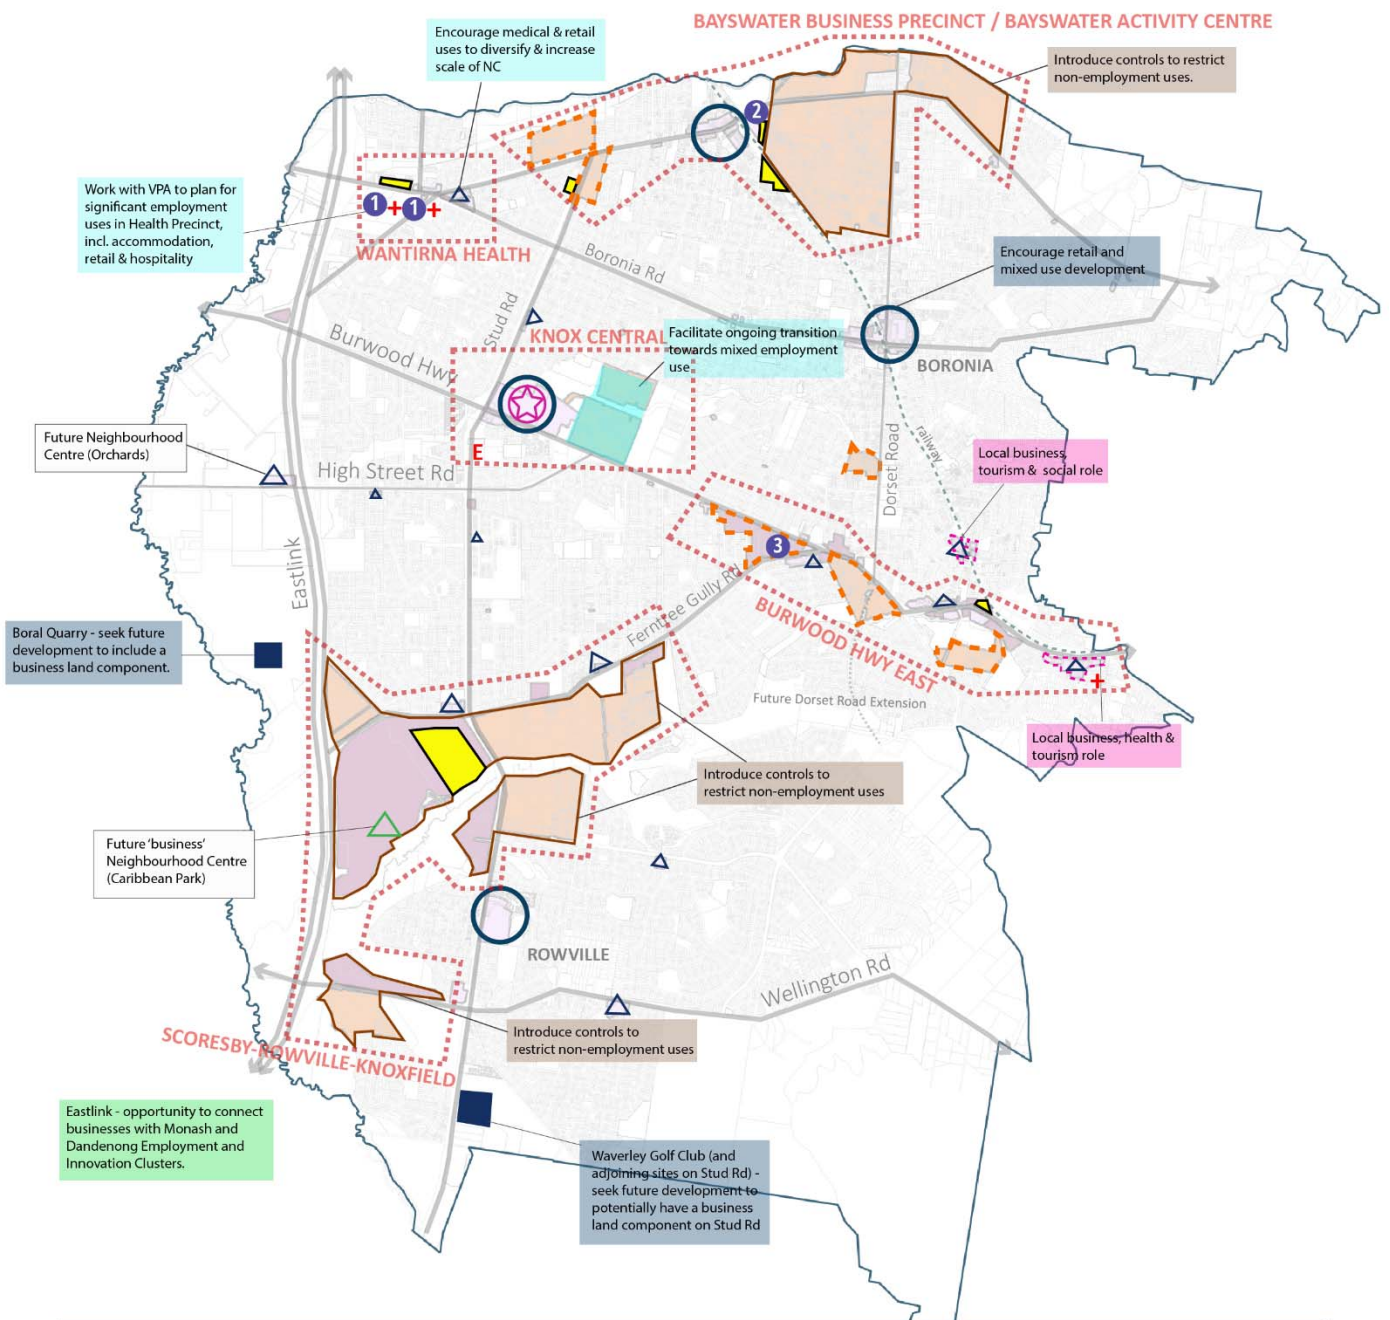 BAYSWATER BUSINESS PRECINCT / BAYSWATER ACTIVITY CENTRE
Encourage medical & retail
uses to diversify & increase
scale of NC
Introduce controls to restrict
non-employment uses.
2
Work with VPA to plan for
significant employment
uses in Health Precinct,
incl. accommodation,
retail & hospitality
1
1
WANTIRNA HEALTH
Boronia Rd
Encourage retail and
mixed use development
Stud Rd
Burwood Hwy
KNOX CENTRAL
Facilitate ongoing transition
towards mixed employment
use
BORONIA
Future Neighbourhood
Centre (Orchards)
E
High Street Rd
Dorset Road
railway
Local business,
tourism & social role
Eastlink
3
Ferntree Gully Rd
BURWOOD HWY EAST
Boral Quarry - seek future
development to include a
business land component.
Future Dorset Road Extension
Local business, health &
tourism role
Introduce controls to
restrict non-employment uses
Future 'business'
Neighbourhood Centre
(Caribbean Park)
ROWVILLE
Wellington Rd
Introduce controls to
restrict non-employment uses
SCORESBY-ROWVILLE-KNOXFIELD
Eastlink - opportunity to connect
businesses with Monash and
Dandenong Employment and
Innovation Clusters.
Waverley Golf Club (and
adjoining sites on Stud Rd) -
seek future development to
potentially have a business
land component on Stud Rd